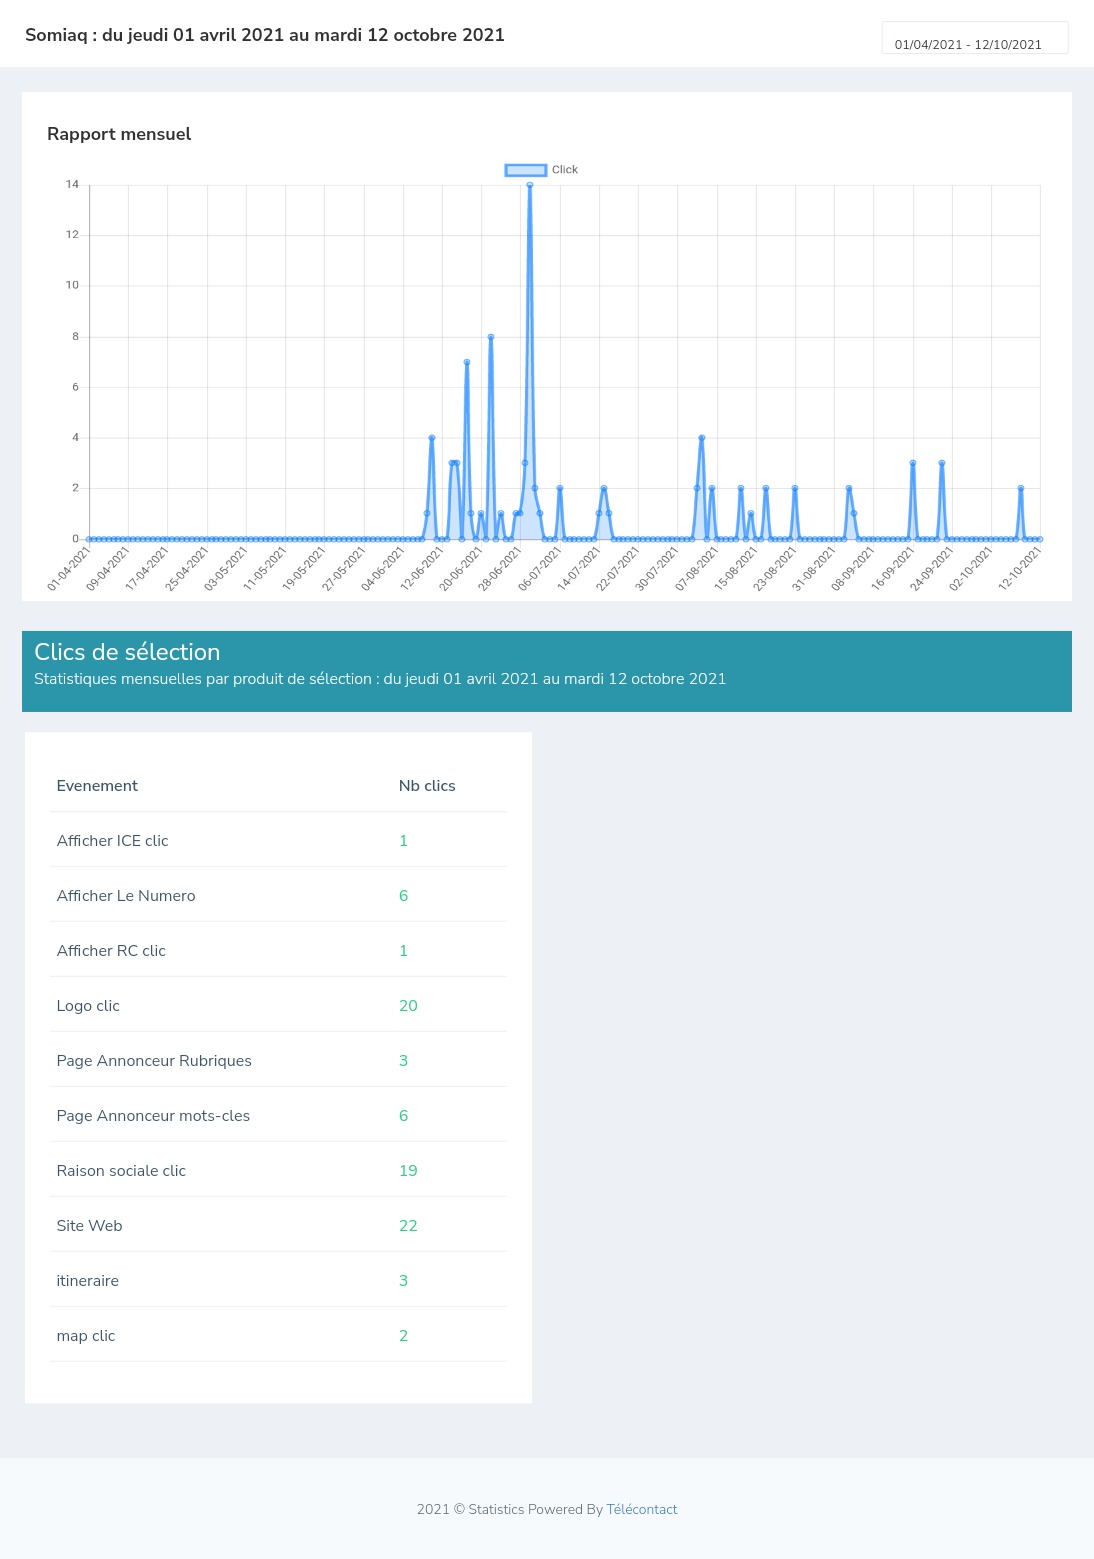 Somiaq : du jeudi 01 avril 2021 au mardi 12 octobre 2021
01/04/2021 - 12/10/2021
Rapport mensuel
Click
14
12
10
8
6
4
2
0
01-04-2021 09-04-2021 17-04-2021 25-04-2021 03-05-2021 11-05-2021 19-05-2021 27-05-2021 04-06-2021 12-06-2021 20-06-2021 28-06-2021 06-07-2021 14-07-2021 22-07-2021 30-07-2021 07-08-2021 15-08-2021 23-08-2021 31-08-2021 08-09-2021 16-09-2021 24-09-2021 02-10-2021 12-10-2021
Clics de sélection
Statistiques mensuelles par produit de sélection : du jeudi 01 avril 2021 au mardi 12 octobre 2021
Evenement Nb clics
Afficher ICE clic 1
Afficher Le Numero 6
Afficher RC clic 1
Logo clic 20
Page Annonceur Rubriques 3
Page Annonceur mots-cles 6
Raison sociale clic 19
Site Web 22
itineraire 3
map clic 2
2021 © Statistics Powered By Télécontact